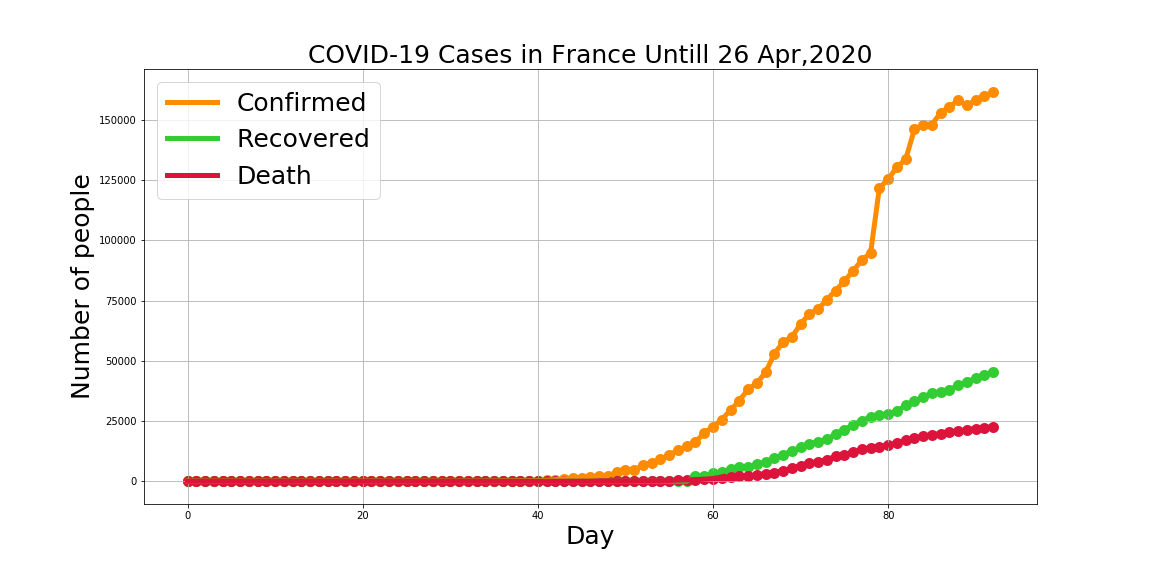 COVID-19 Cases in France Untill 26 Apr,2020
Confirmed
Recovered
Death
Number of people
150000
125000
100000
75000
50000
25000
0
0 20 40 60 80
Day